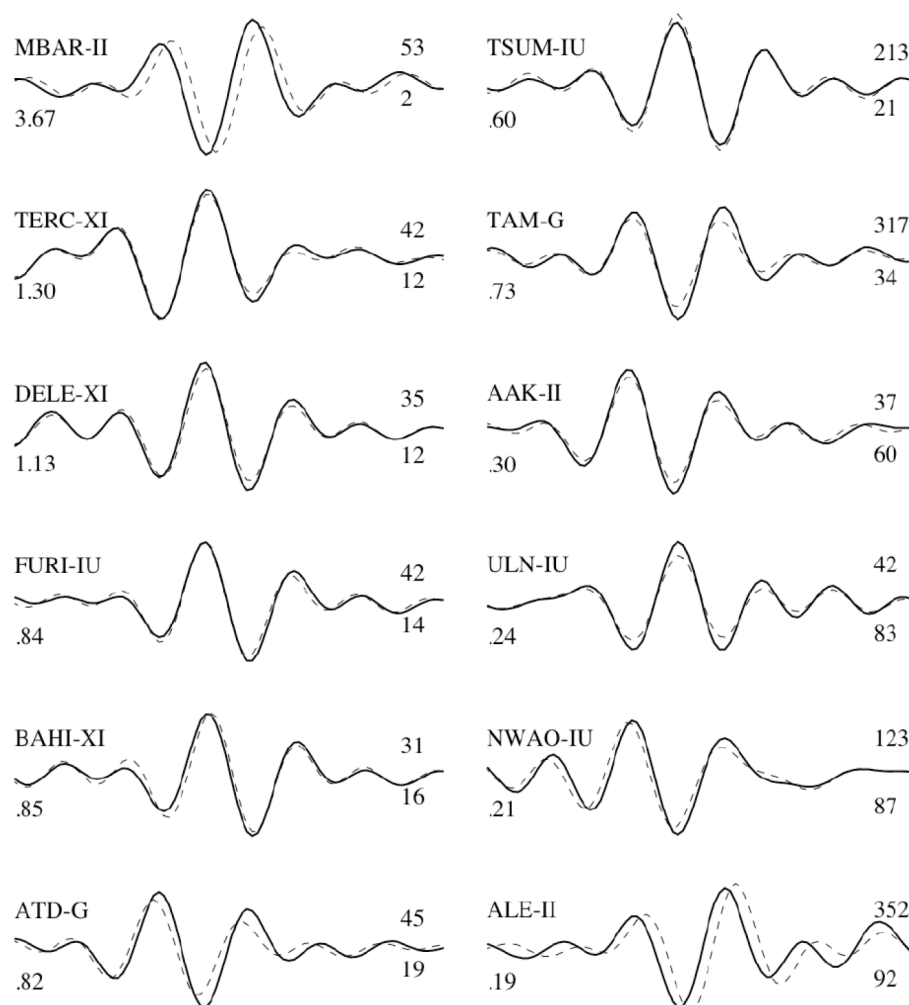 MBAR-II 53
2
3.67
TSUM-IU 213
21
.60
TERC-XI 42
12
1.30
TAM-G 317
34
.73
DELE-XI 35
12
1.13
AAK-II 37
60
.30
FURI-IU 42
14
.84
ULN-IU 42
83
.24
BAHI-XI 31
16
.85
NWAO-IU 123
87
.21
ATD-G 45
19
.82
ALE-II 352
92
.19